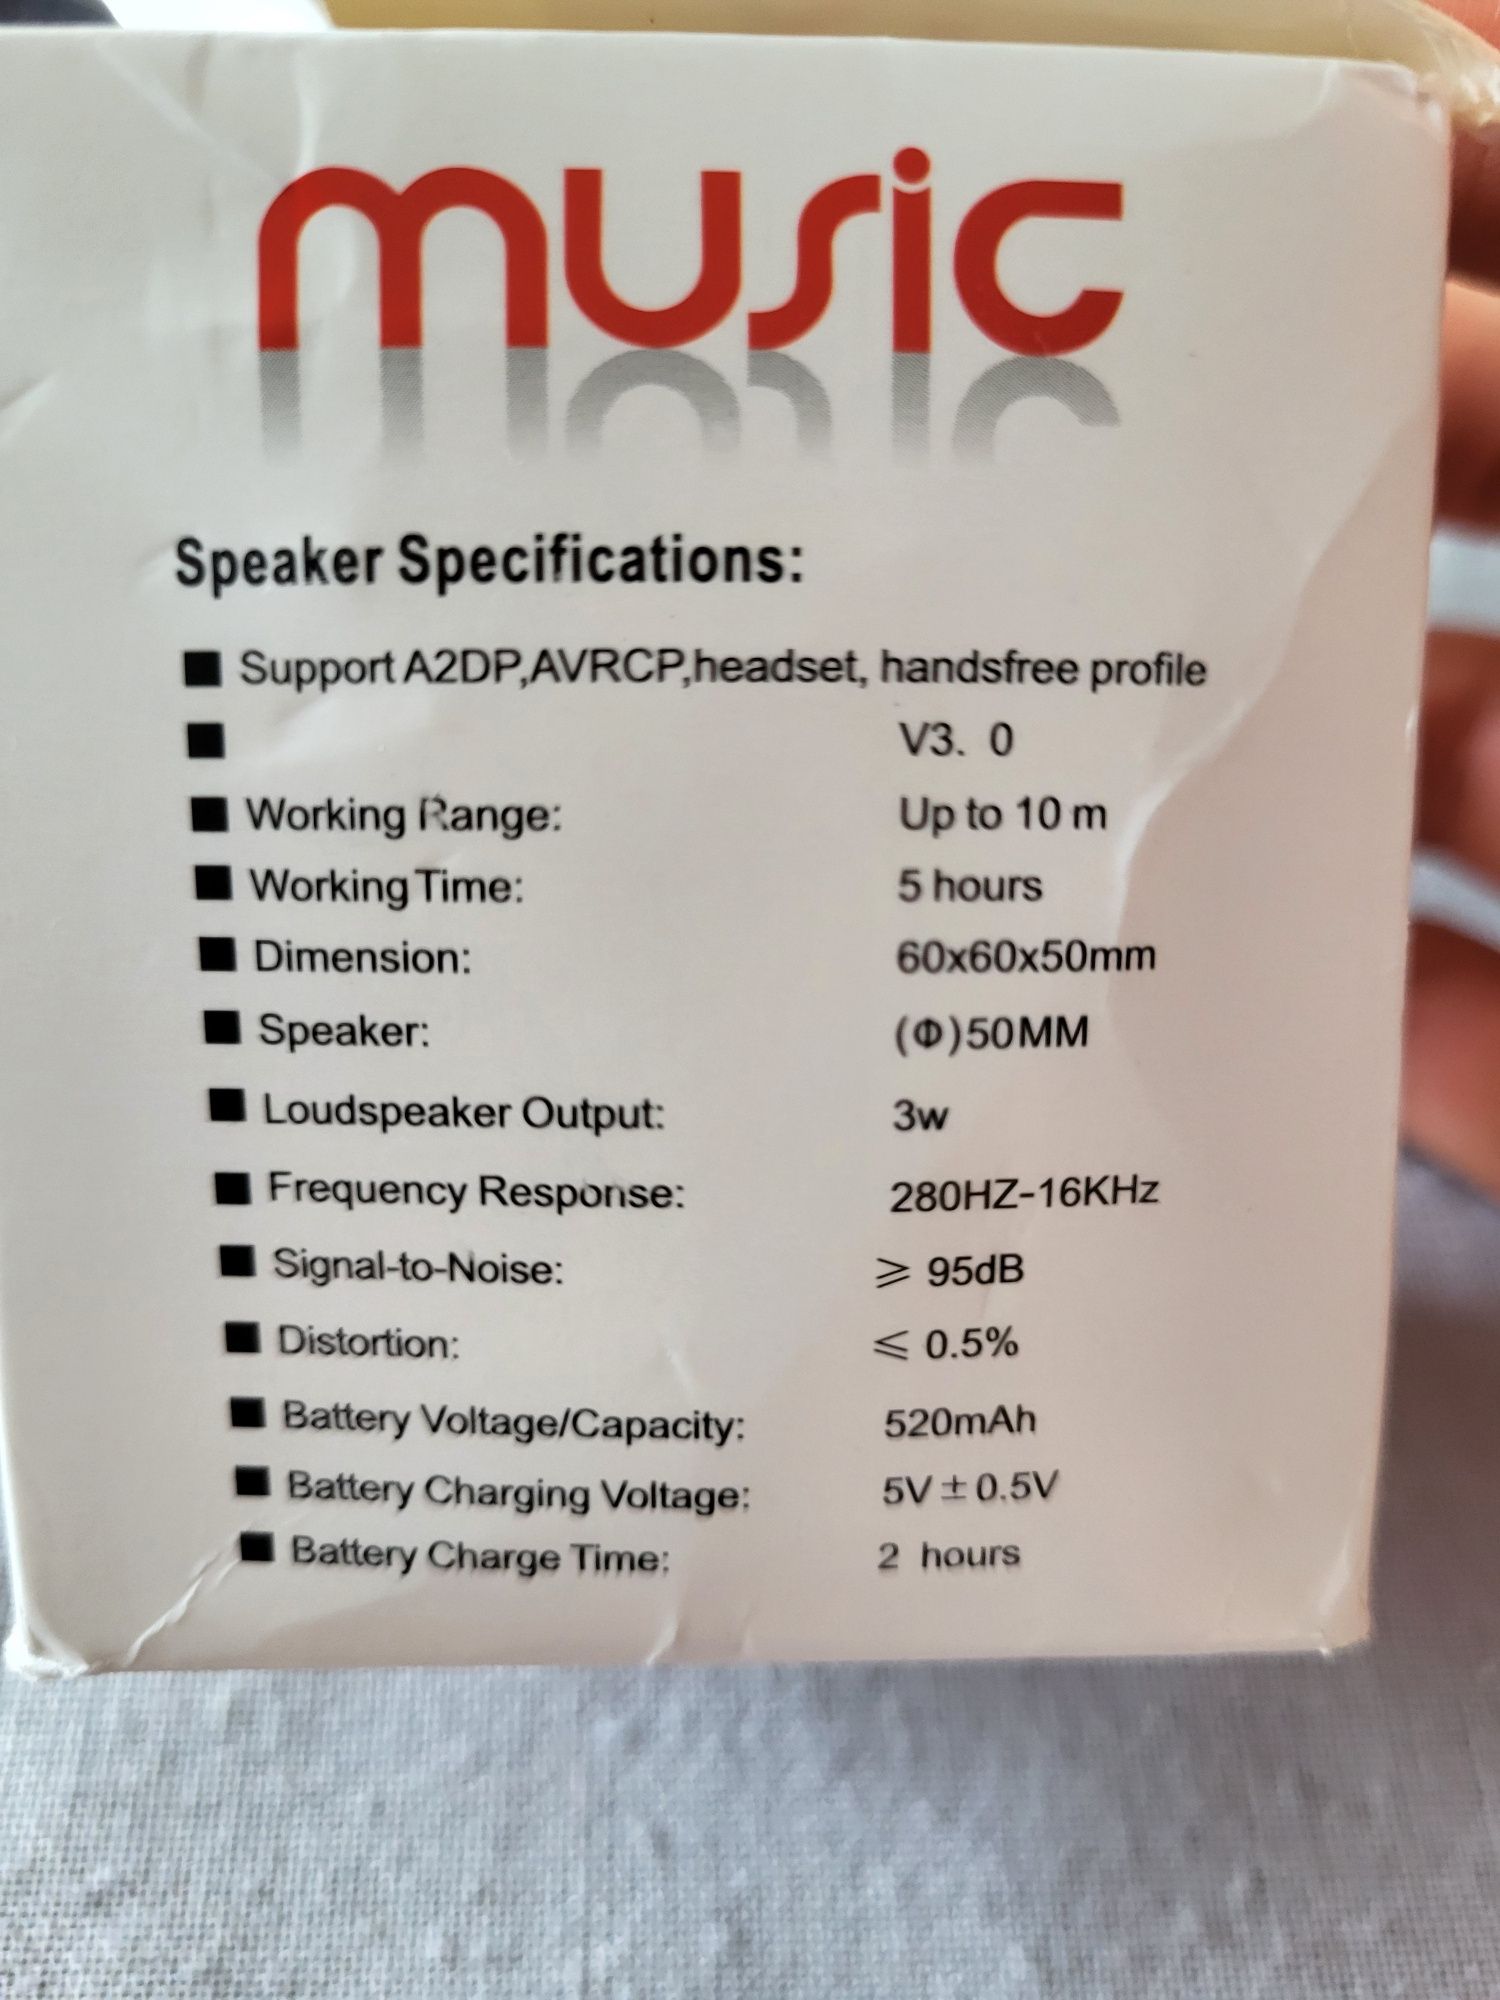 music
Speaker Specifications:
■ Support A2DP,AVRCP,headset, handsfree profile
■ V3. 0
■ Working Range: Up to 10 m
■ Working Time: 5 hours
■ Dimension: 60x60x50mm
■ Speaker: (Φ)50MM
■ Loudspeaker Output: 3w
■ Frequency Response: 280HZ-16KHz
■ Signal-to-Noise: ⩾ 95dB
■ Distortion: ⩽ 0.5%
■ Battery Voltage/Capacity: 520mAh
■ Battery Charging Voltage: 5V±0.5V
■ Battery Charge Time: 2 hours